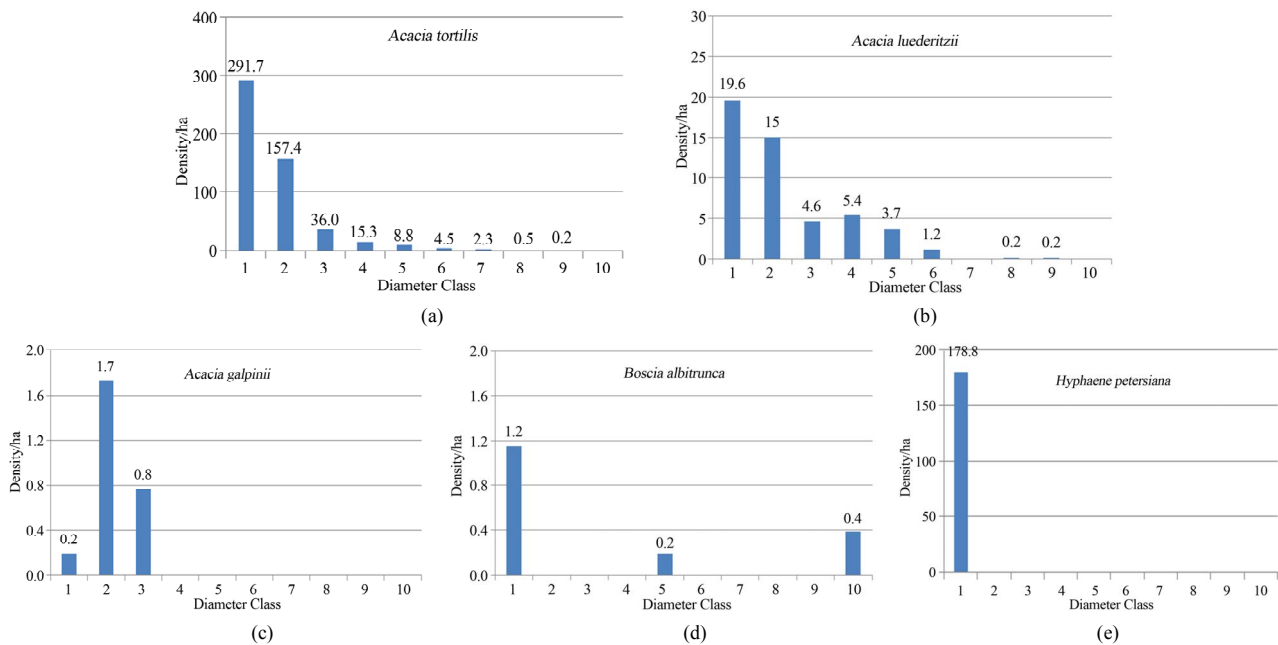 Acacia tortilis
Density/ha
400
300
200
100
0
291.7
157.4
36.0
15.3
8.8
4.5
2.3
0.5
0.2
1 2 3 4 5 6 7 8 9 10
Diameter Class
(a)
Acacia luederitzii
Density/ha
30
25
20
15
10
5
0
19.6
15
4.6
5.4
3.7
1.2
0.2
0.2
1 2 3 4 5 6 7 8 9 10
Diameter Class
(b)
Acacia galpinii
Density/ha
2.0
1.6
1.2
0.8
0.4
0.0
0.2
1.7
0.8
1 2 3 4 5 6 7 8 9 10
Diameter Class
(c)
Boscia albitrunca
Density/ha
2.0
1.6
1.2
0.8
0.4
0.0
1.2
0.2
0.4
1 2 3 4 5 6 7 8 9 10
Diameter Class
(d)
Hyphaene petersiana
Density/ha
200
150
100
50
0
178.8
1 2 3 4 5 6 7 8 9 10
Diameter Class
(e)